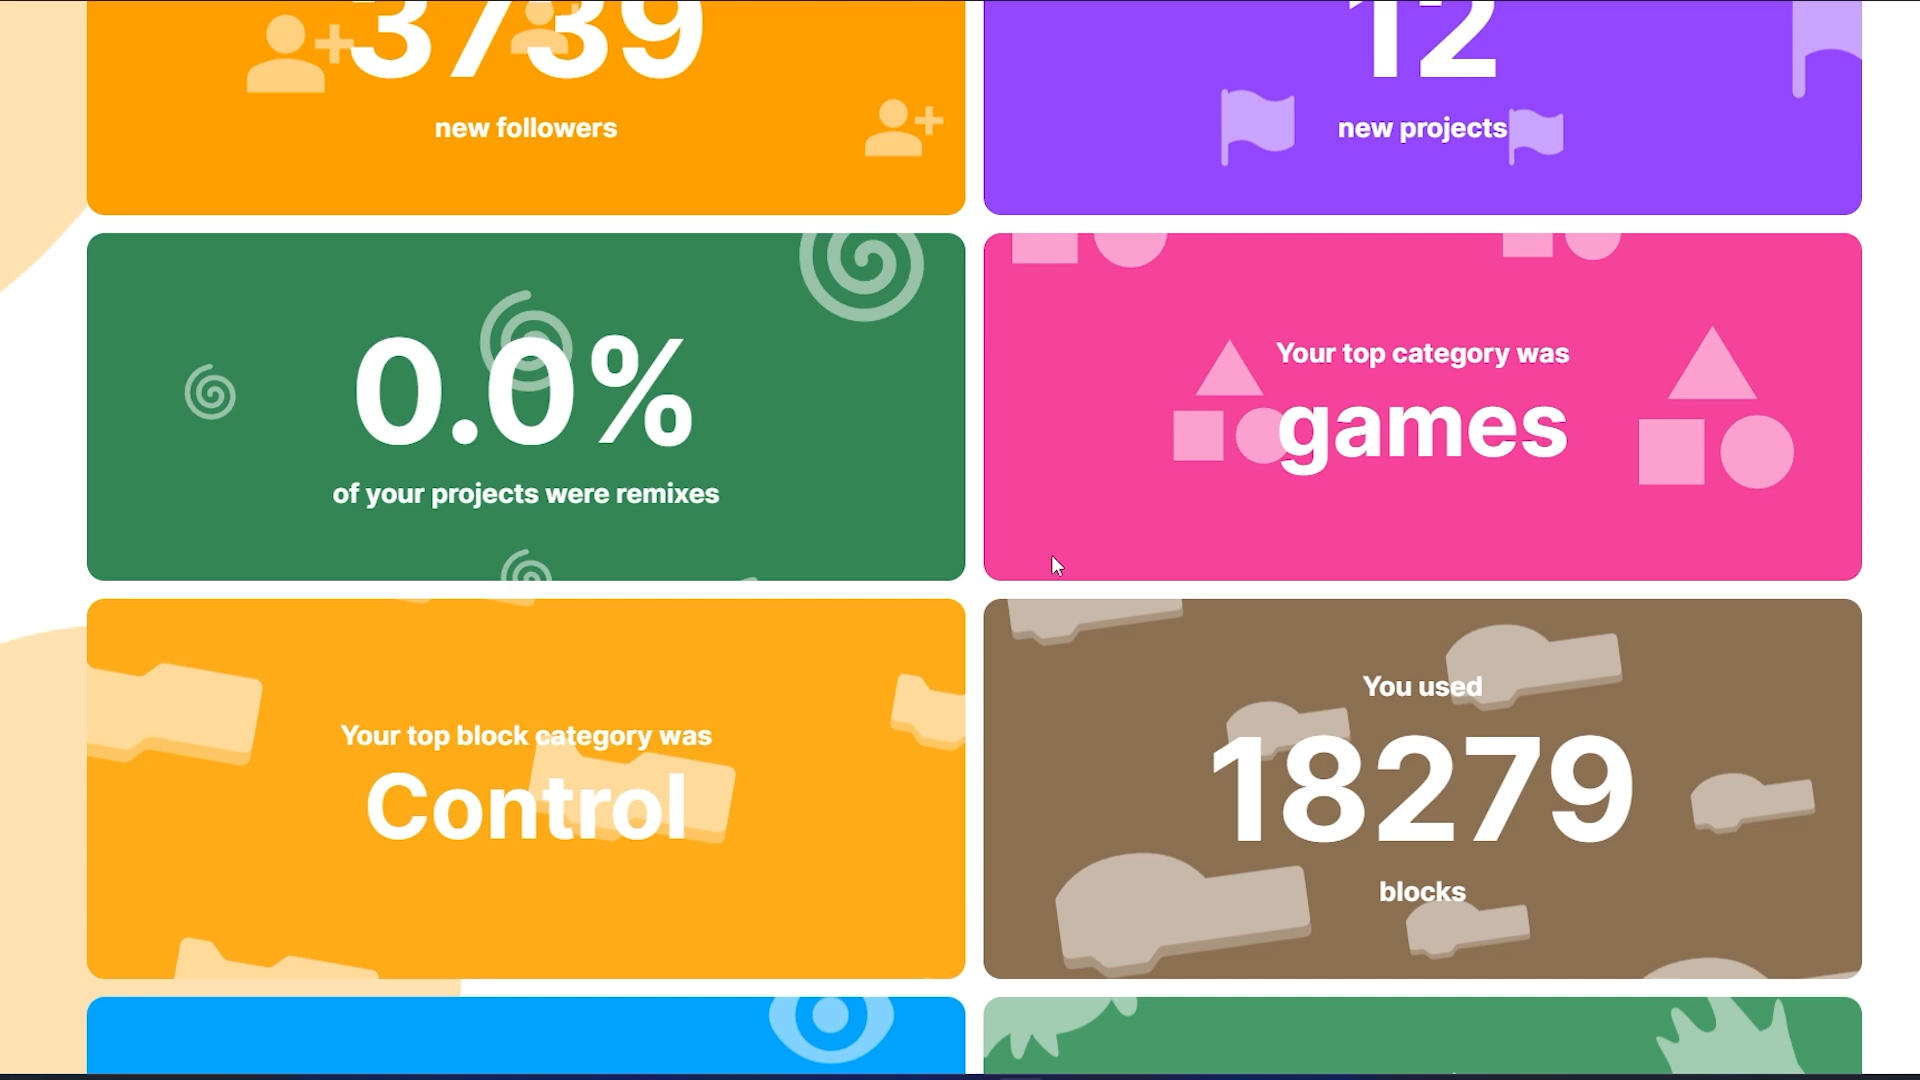 3739
new followers
12
new projects
0.0%
of your projects were remixes
Your top category was
games
Your top block category was
Control
You used
18279
blocks